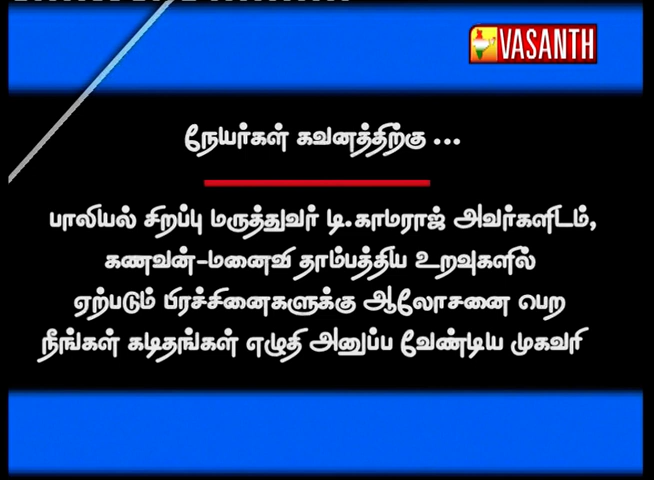 VASANTH
நேயர்கள் கவனத்திற்கு ...
பாலியல் சிறப்பு மருத்துவர் டி.காமராஜ் அவர்களிடம்,
கணவன்-மனைவி தாம்பத்திய உறவுகளில்
ஏற்படும் பிரச்சினைகளுக்கு ஆலோசனை பெற
நீங்கள் கடிதங்கள் எழுதி அனுப்ப வேண்டிய முகவரி